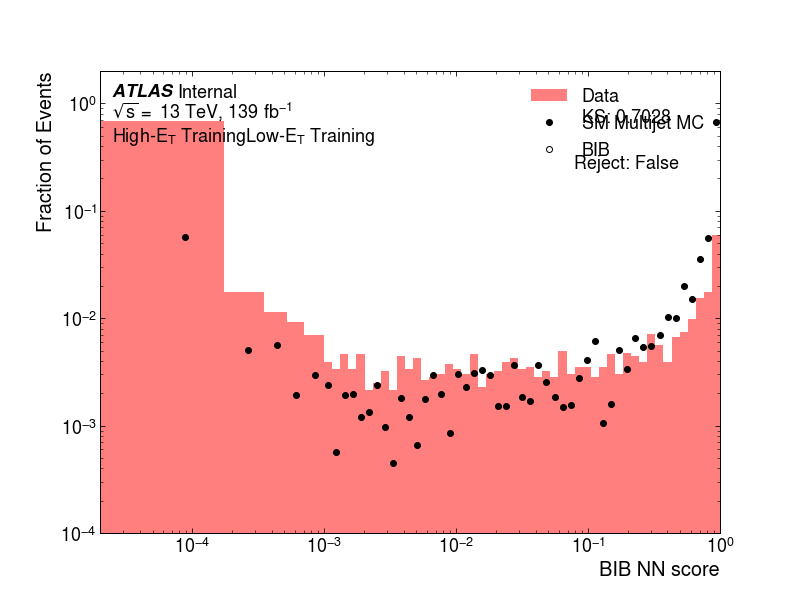 ATLAS Internal
√s = 13 TeV, 139 fb⁻¹
High-E_T TrainingLow-E_T Training
Data
KS: 0.7028
SM Multijet MC
BIB
Reject: False
Fraction of Events
10⁰
10⁻¹
10⁻²
10⁻³
10⁻⁴
10⁻⁴ 10⁻³ 10⁻² 10⁻¹ 10⁰
BIB NN score